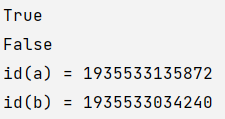 True
False
id(a) = 1935533135872
id(b) = 1935533034240